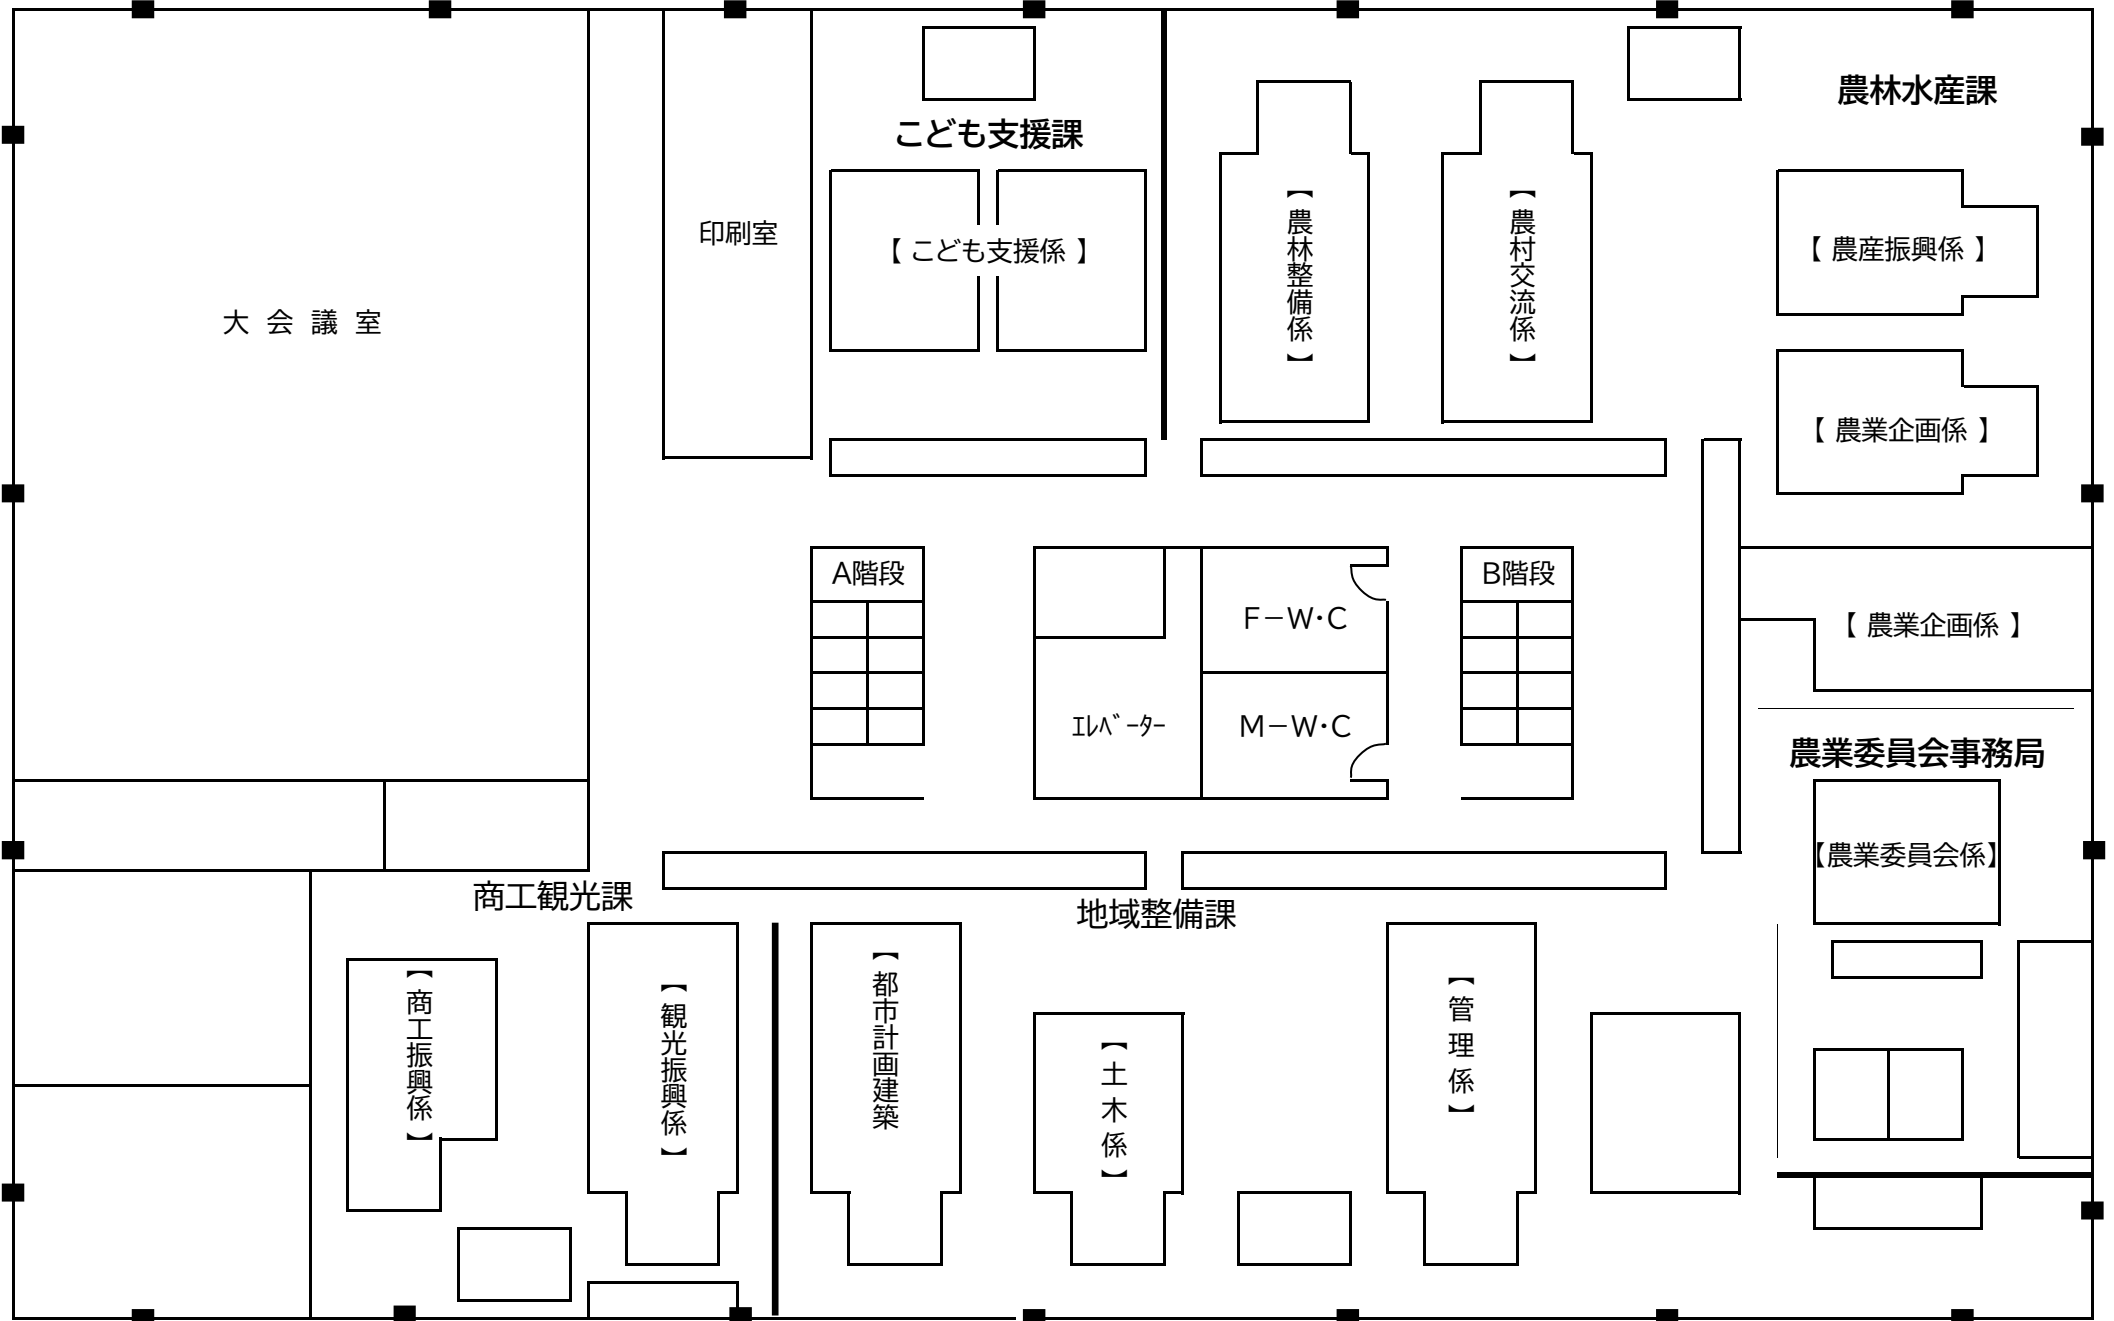 農林水産課
こども支援課
【 こども支援係 】
【 農林整備係 】
【 農村交流係 】
【 農産振興係 】
印刷室
大 会 議 室
【 農業企画係 】
A階段
F－W・C
B階段
【 農業企画係 】
ｴﾚﾍﾞｰﾀｰ
M－W・C
農業委員会事務局
【農業委員会係】
商工観光課
地域整備課
【 商工振興係 】
【 観光振興係 】
【 都市計画建築
【 土木係 】
【 管理係 】